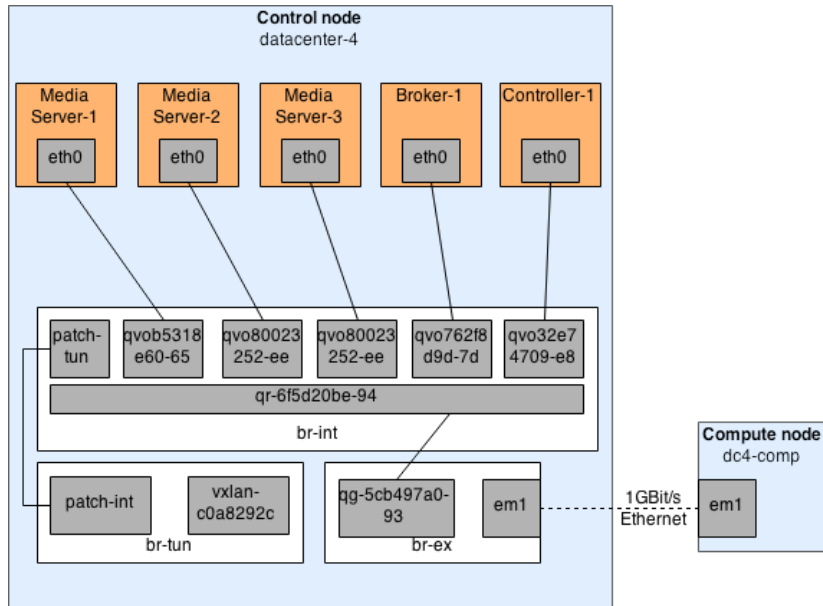 Control node
datacenter-4
Media
Server-1
Media
Server-2
Media
Server-3
Broker-1
Controller-1
eth0
eth0
eth0
eth0
eth0
patch-
tun
qvob5318
e60-65
qvo80023
252-ee
qvo80023
252-ee
qvo762f8
d9d-7d
qvo32e7
4709-e8
qr-6f5d20be-94
br-int
patch-int
vxlan-
c0a8292c
br-tun
qg-5cb497a0-
93
em1
br-ex
1GBit/s
Ethernet
Compute node
dc4-comp
em1